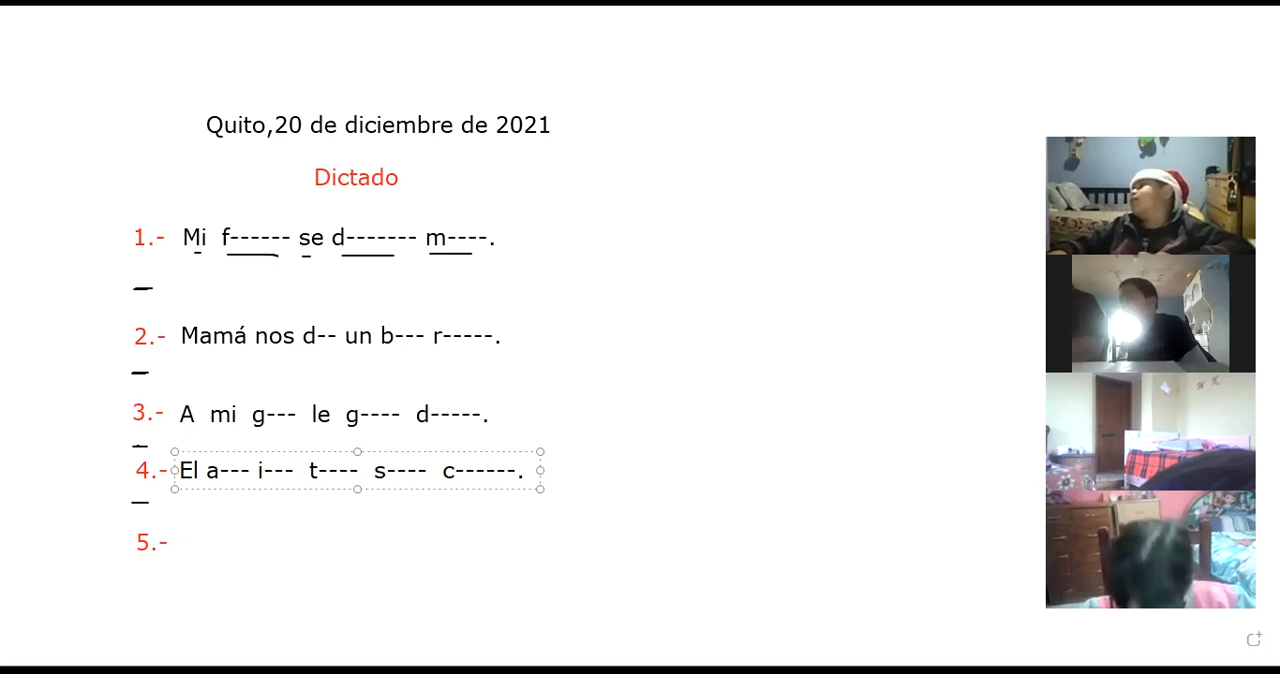 Quito,20 de diciembre de 2021
Dictado
1.- Mi f------ se d------- m----.
2.- Mamá nos d-- un b--- r-----.
3.- A mi g--- le g---- d-----.
4.- El a--- i--- t---- s---- c------.
5.-